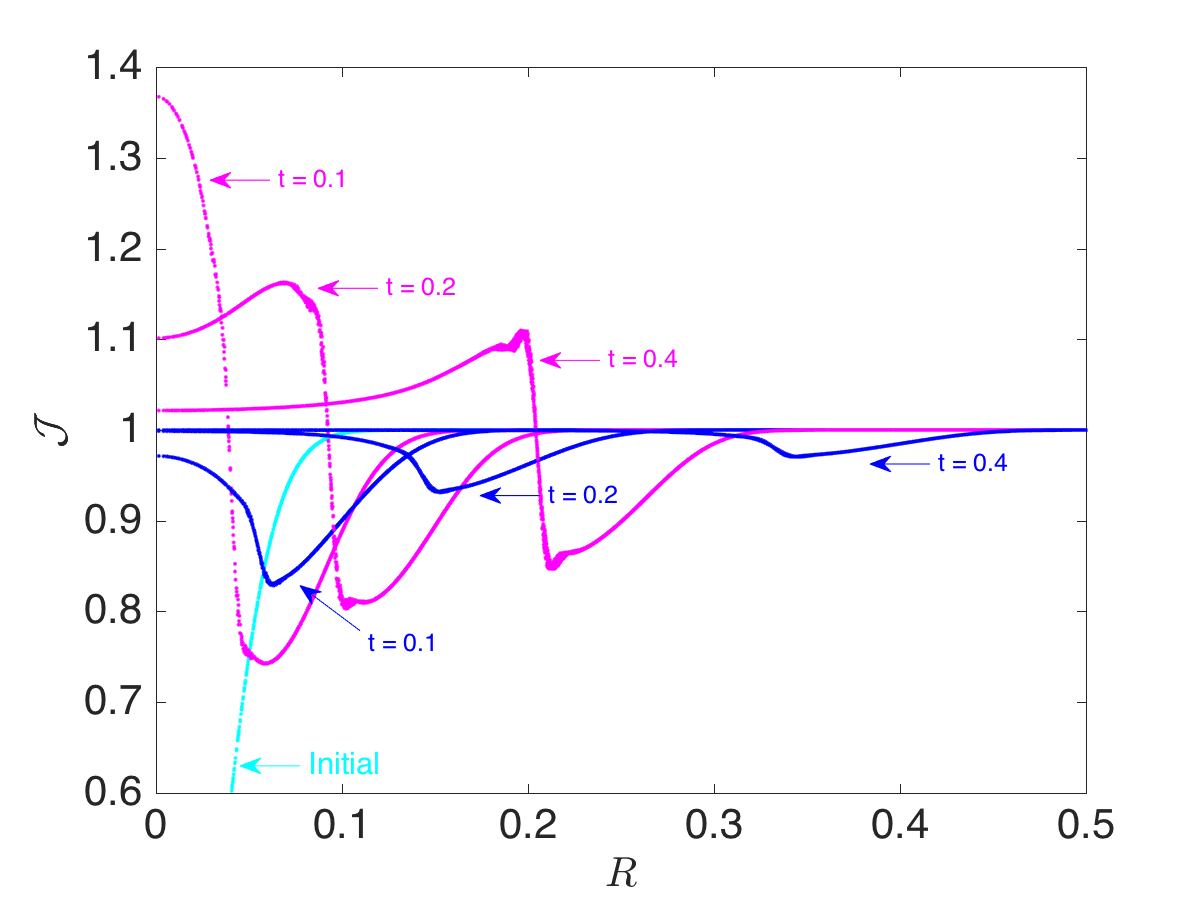 1.4
1.3
t = 0.1
1.2
t = 0.2
1.1
t = 0.4
𝒥
1
t = 0.4
t = 0.2
0.9
0.8
t = 0.1
0.7
Initial
0.6
0 0.1 0.2 0.3 0.4 0.5
R